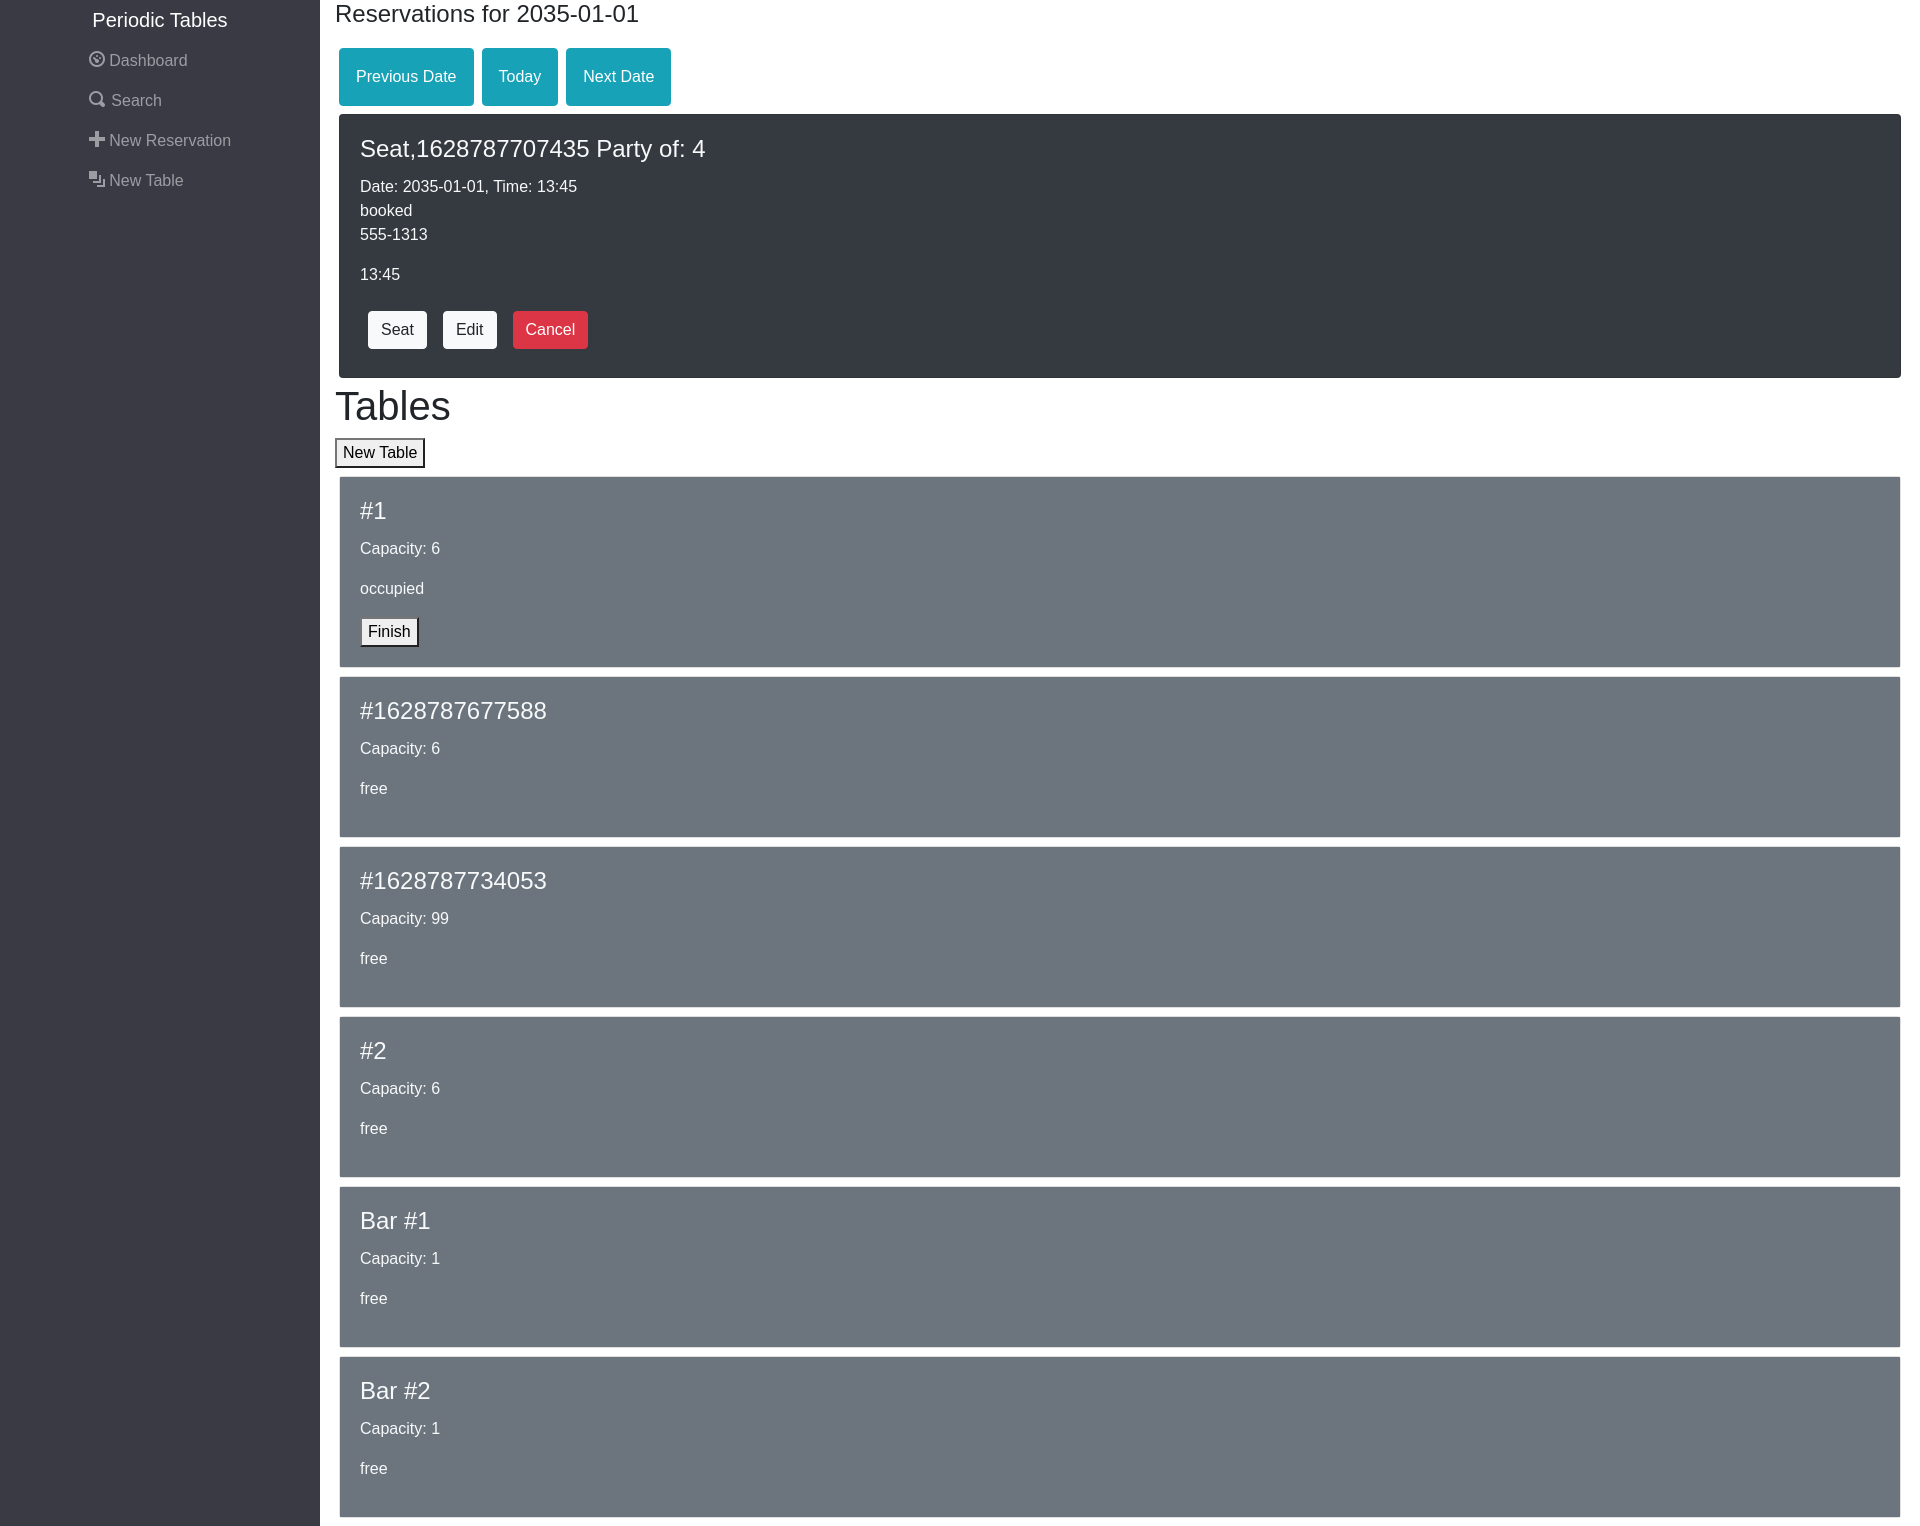 Periodic Tables
Dashboard
Search
New Reservation
New Table
Reservations for 2035-01-01
Previous Date Today Next Date
Seat,1628787707435 Party of: 4
Date: 2035-01-01, Time: 13:45
booked
555-1313
13:45
Seat Edit Cancel
Tables
New Table
#1
Capacity: 6
occupied
Finish
#1628787677588
Capacity: 6
free
#1628787734053
Capacity: 99
free
#2
Capacity: 6
free
Bar #1
Capacity: 1
free
Bar #2
Capacity: 1
free